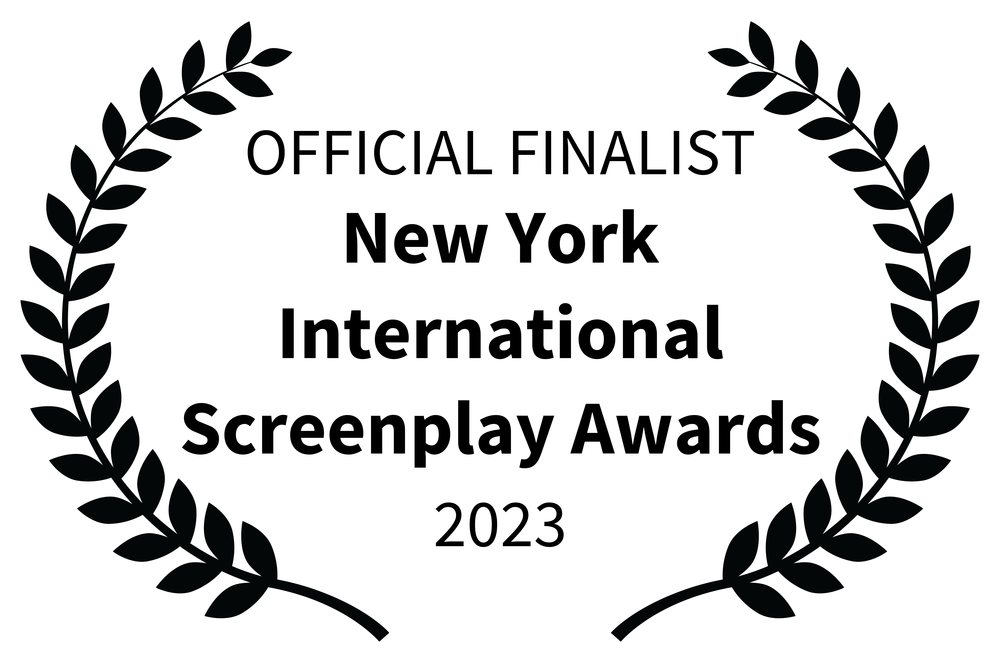 OFFICIAL FINALIST
New York
International
Screenplay Awards
2023